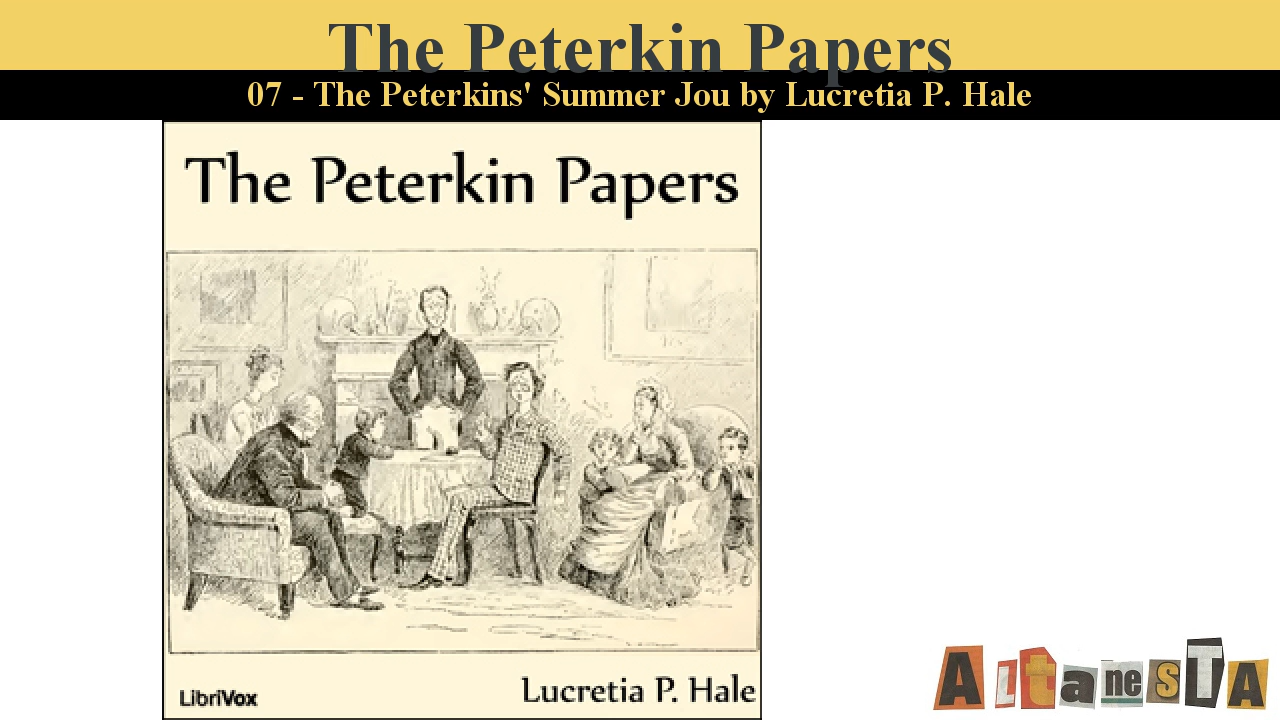 The Peterkin Papers
07 - The Peterkins' Summer Jou by Lucretia P. Hale
The Peterkin Papers
LibriVox
Lucretia P. Hale
AltanesTA